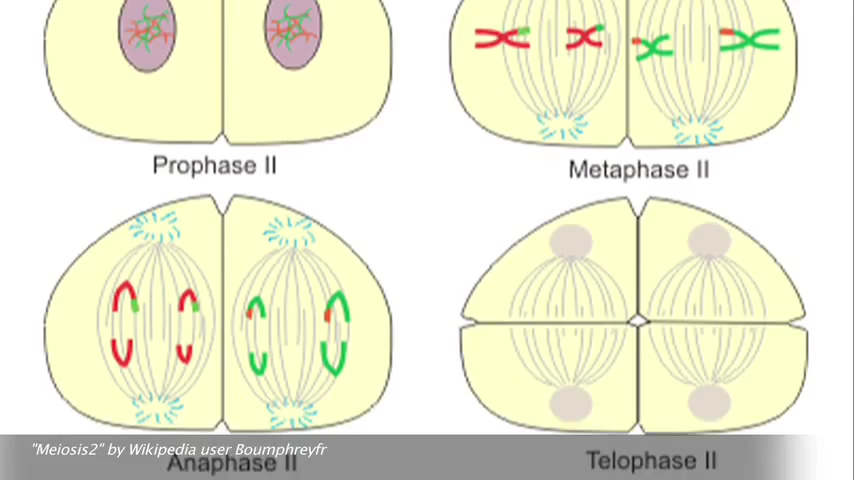 Prophase II
Metaphase II
"Meiosis2" by Wikipedia user Boumphreyfr
Anaphase II
Telophase II